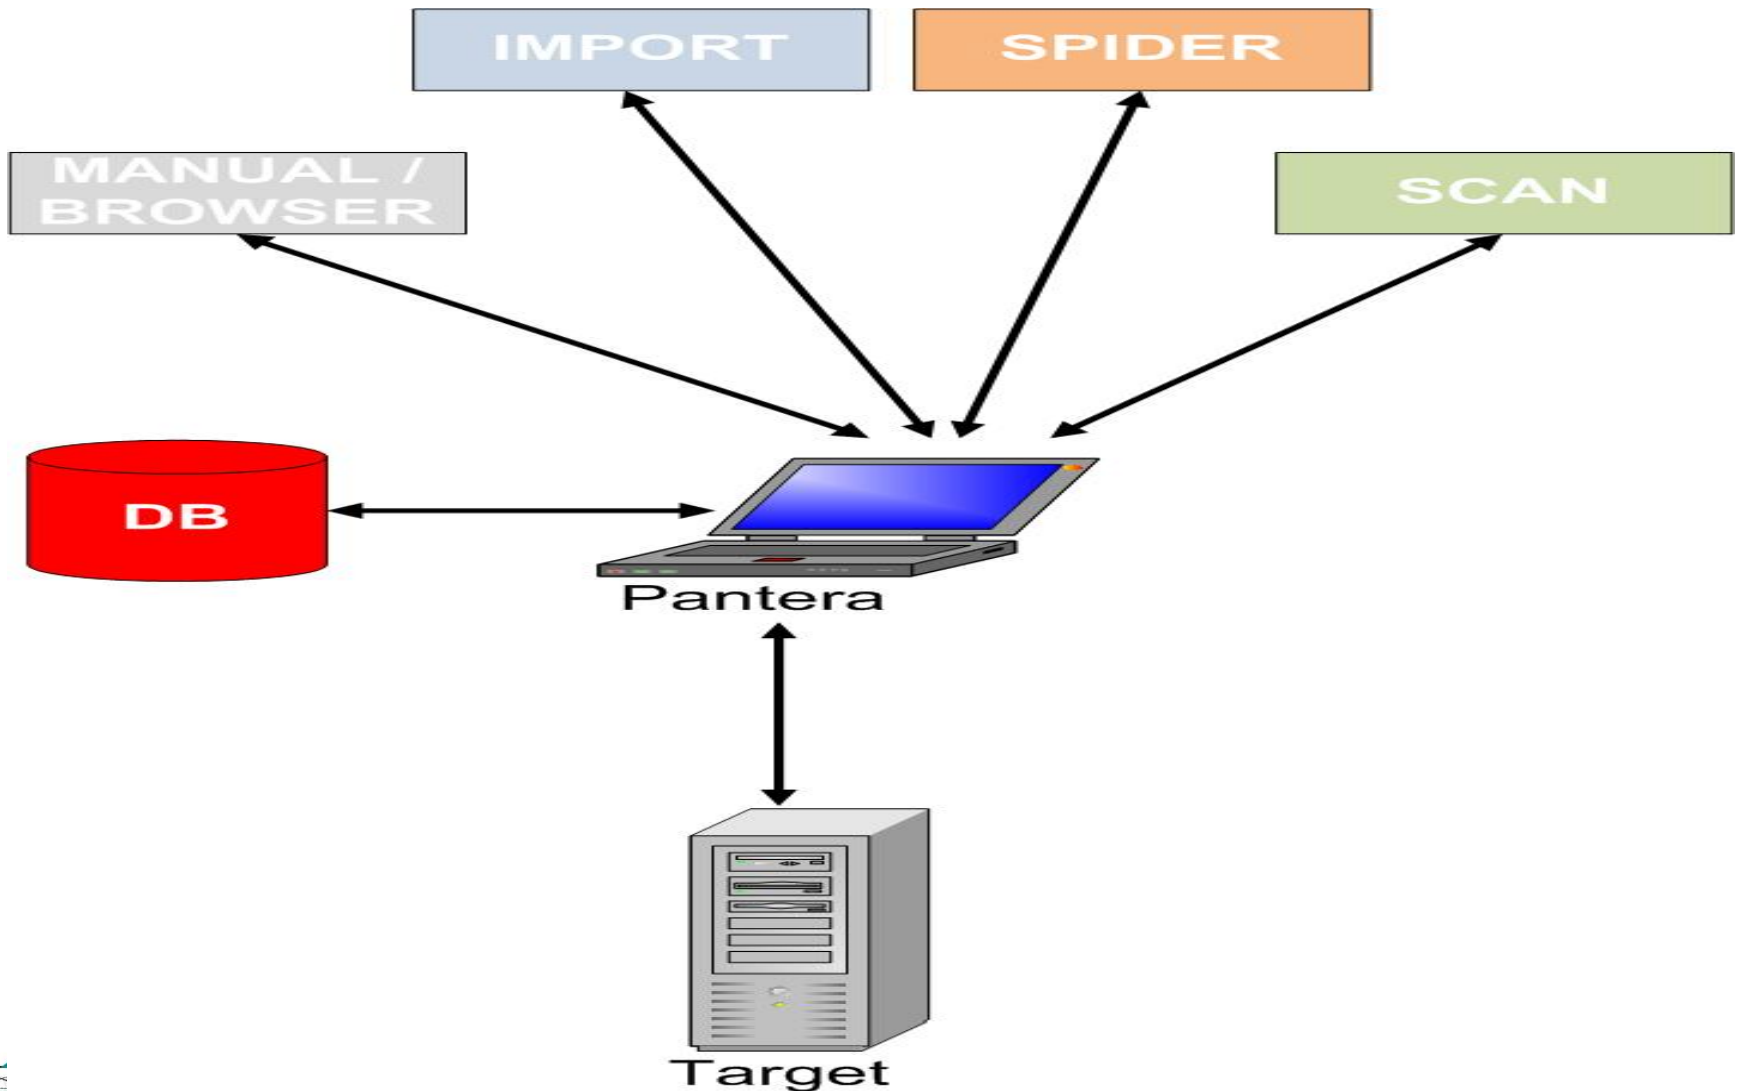 IMPORT
SPIDER
MANUAL /
BROWSER
SCAN
DB
Pantera
Target